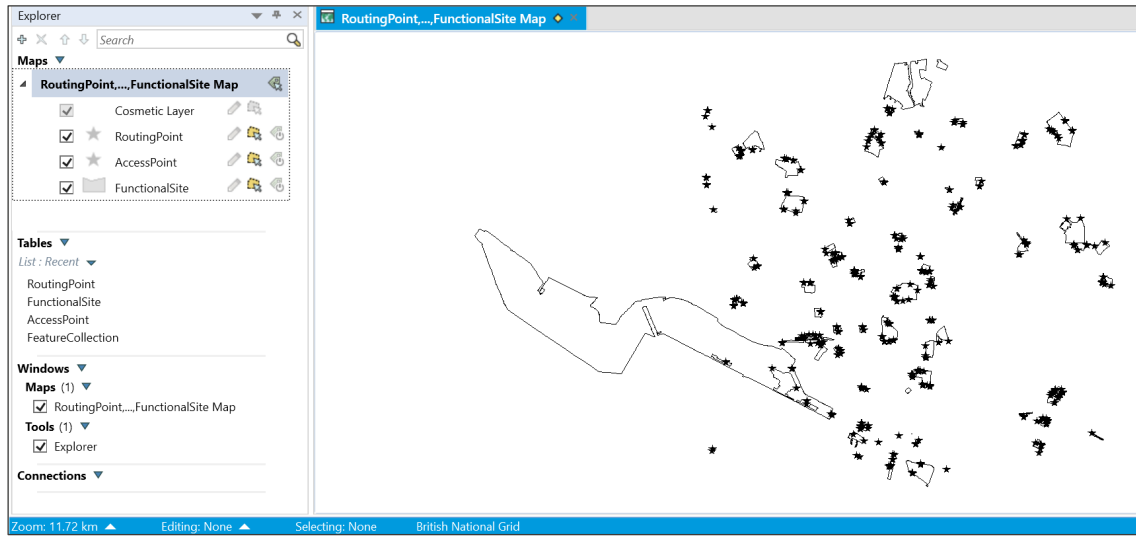 Explorer
RoutingPoint,...,FunctionalSite Map
Search
Maps
RoutingPoint,...,FunctionalSite Map
Cosmetic Layer
RoutingPoint
AccessPoint
FunctionalSite
Tables
List : Recent
RoutingPoint
FunctionalSite
AccessPoint
FeatureCollection
Windows
Maps (1)
RoutingPoint,...,FunctionalSite Map
Tools (1)
Explorer
Connections
Zoom: 11.72 km Editing: None Selecting: None British National Grid